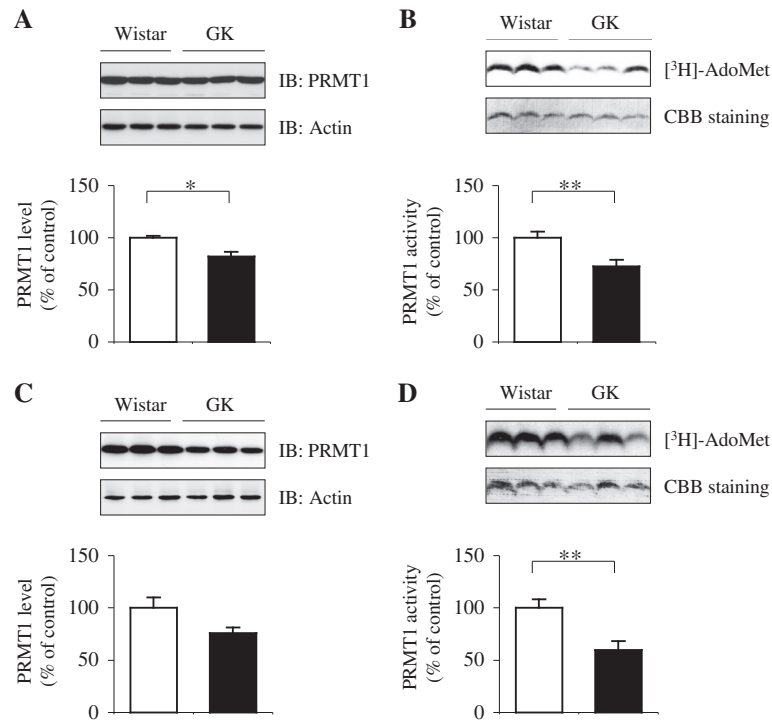 A
Wistar GK
IB: PRMT1
IB: Actin
150
100
50
0
PRMT1 level
(% of control)
*
B
Wistar GK
[³H]-AdoMet
CBB staining
150
100
50
0
PRMT1 activity
(% of control)
**
C
Wistar GK
IB: PRMT1
IB: Actin
150
100
50
0
PRMT1 level
(% of control)
D
Wistar GK
[³H]-AdoMet
CBB staining
150
100
50
0
PRMT1 activity
(% of control)
**